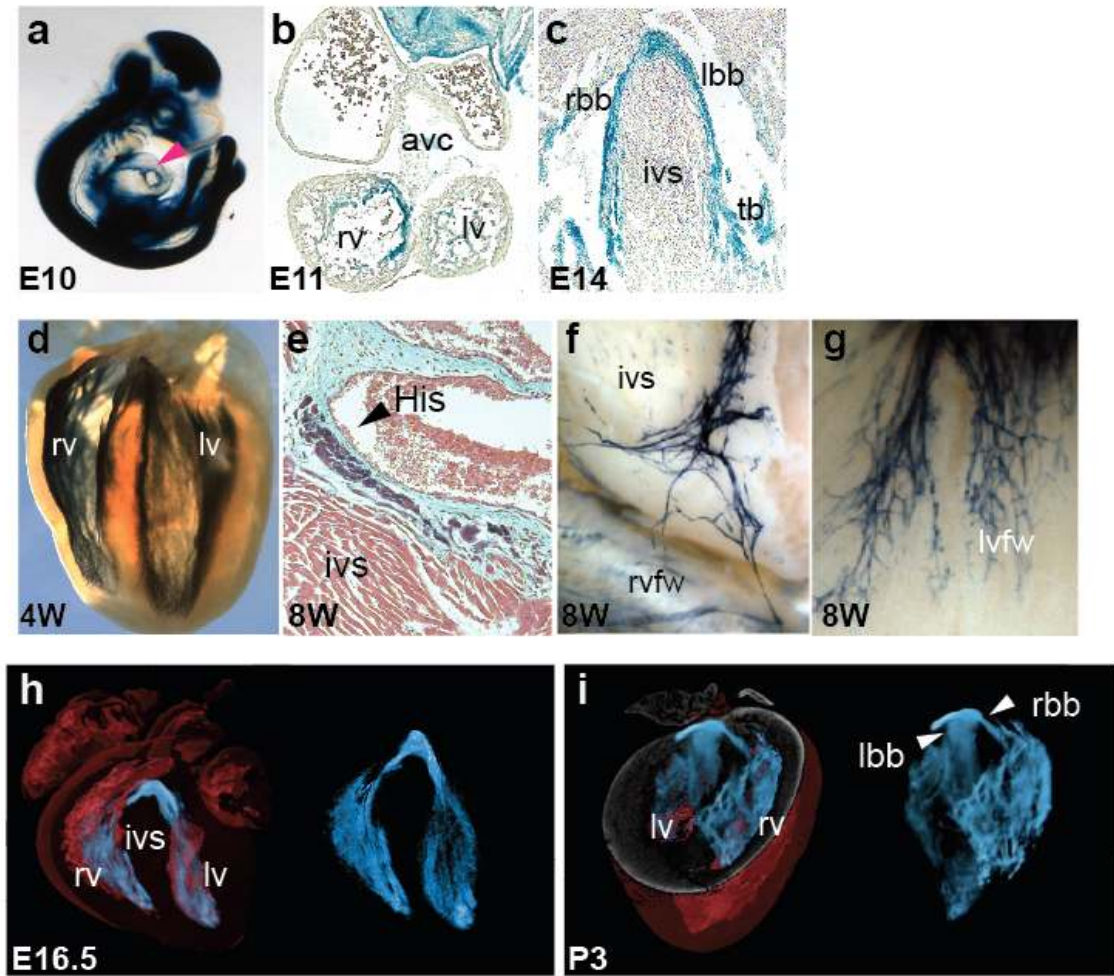 a
E10
b
avc
rv
lv
E11
c
rbb
lbb
ivs
tb
E14
d
rv
lv
4W
e
His
ivs
8W
f
ivs
rvfw
8W
g
lvfw
8W
h
ivs
rv
lv
E16.5
i
rbb
lbb
lv
rv
P3